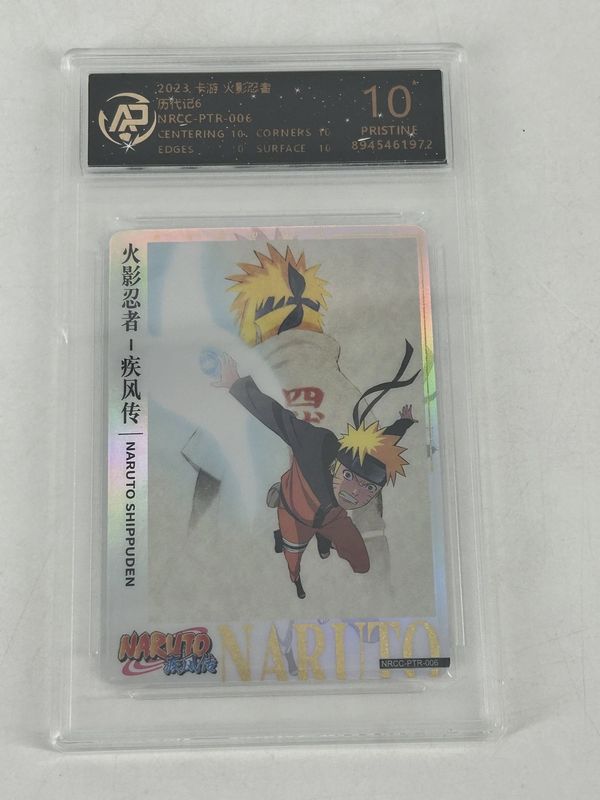 2023 卡游 火影忍者
历代记6
NRCC-PTR-006
CENTERING 10 CORNERS 10
EDGES 10 SURFACE 10
10
PRISTINE
8945461972
火影忍者-疾风传
NARUTO SHIPPUDEN
四代
NARUTO
疾风传
NARUTO
NRCC-PTR-006